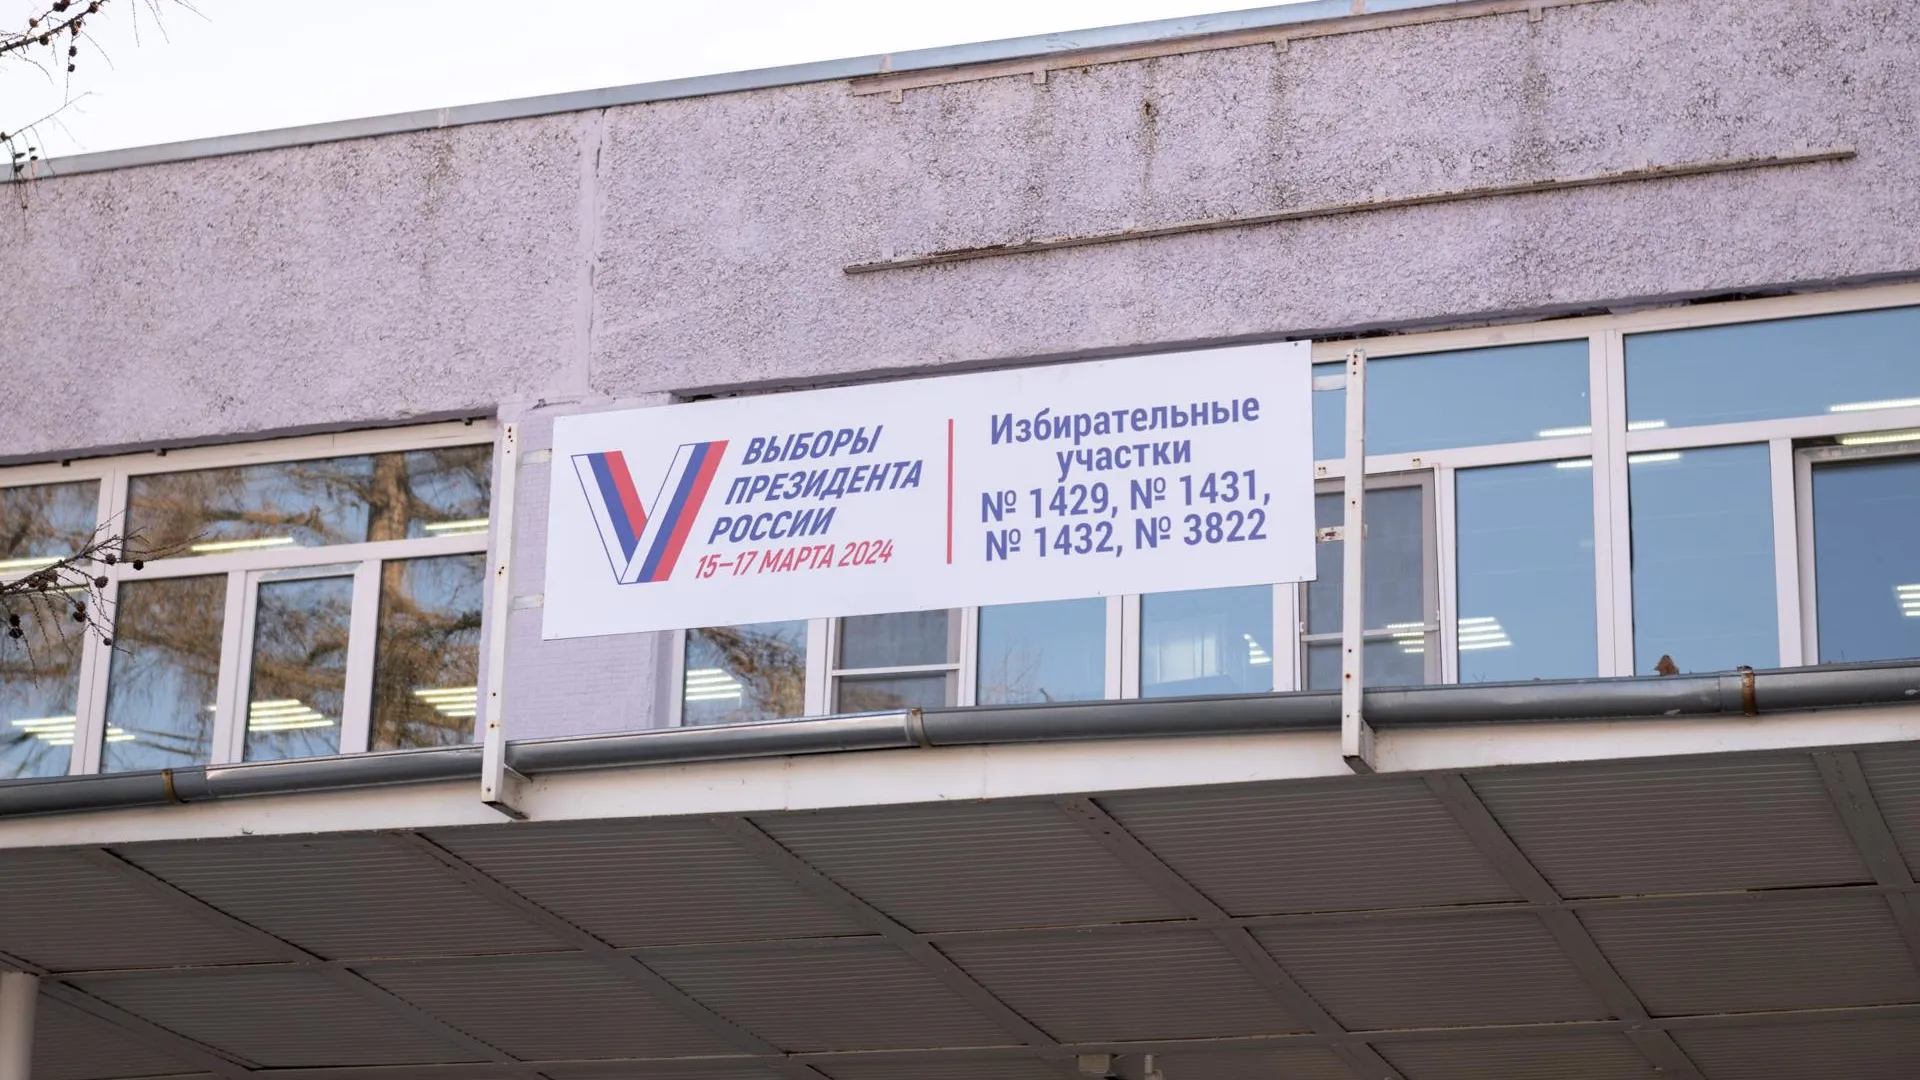 ВЫБОРЫ
ПРЕЗИДЕНТА
РОССИИ
15–17 МАРТА 2024
Избирательные
участки
№ 1429, № 1431,
№ 1432, № 3822